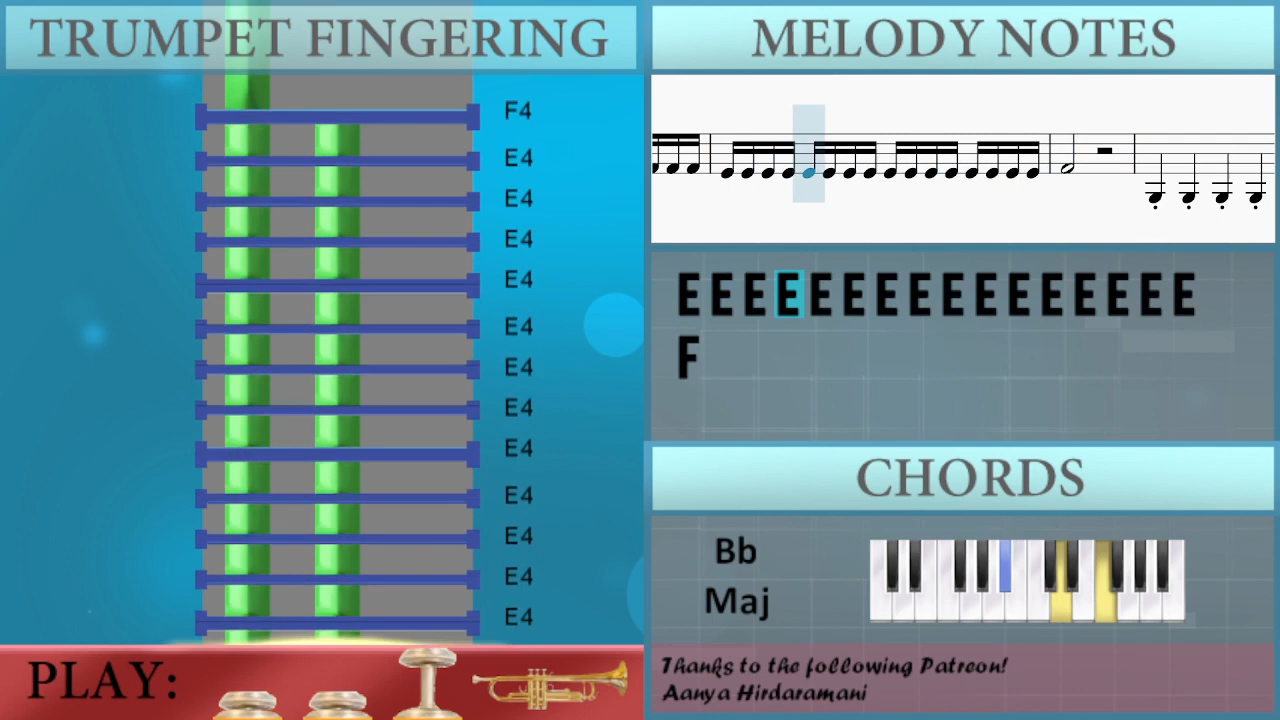 TRUMPET FINGERING
F4
E4
E4
E4
E4
E4
E4
E4
E4
E4
E4
E4
E4
PLAY:
MELODY NOTES
E E E E E E E E E E E E E E E E
F
CHORDS
Bb
Maj
Thanks to the following Patreon!
Aanya Hirdaramani